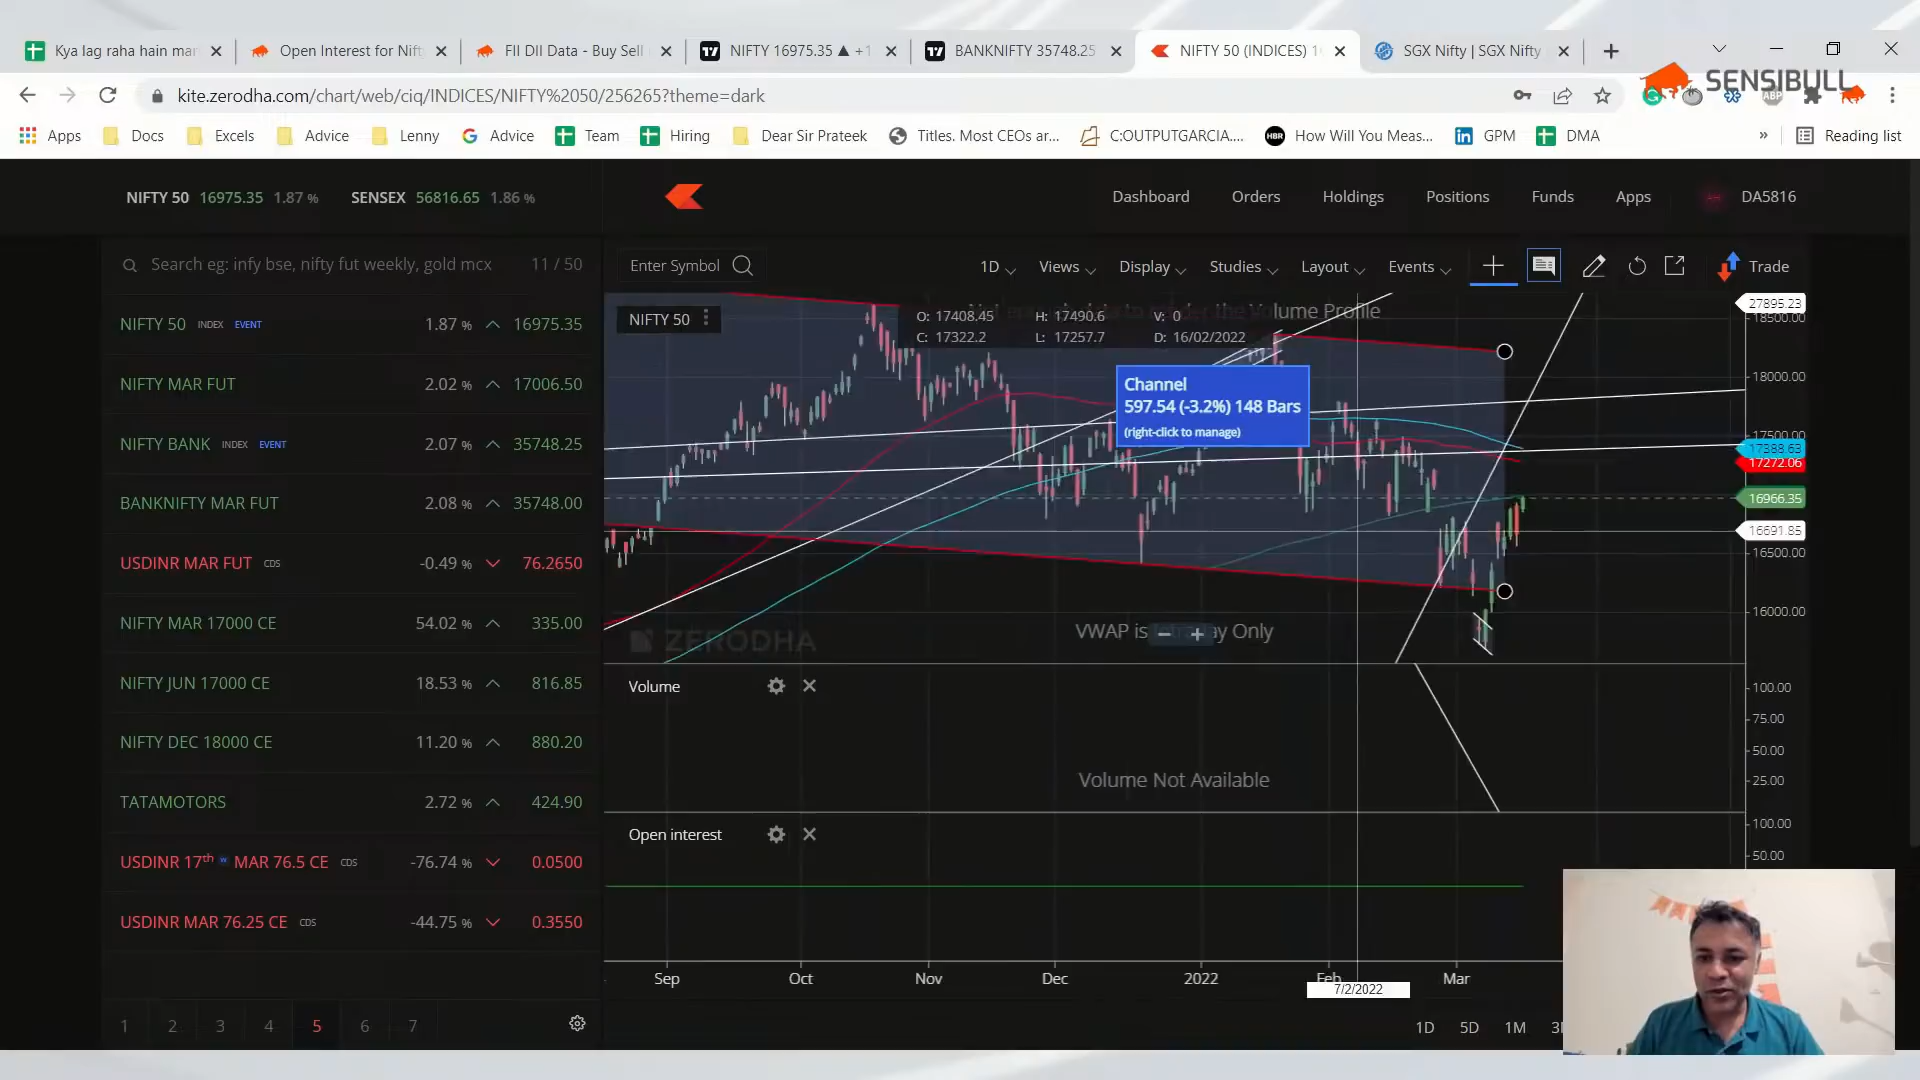 Kya lag raha hain mar
Open Interest for Nift
FII DII Data - Buy Sell
NIFTY 16975.35 ▲ +1
BANKNIFTY 35748.25
NIFTY 50 (INDICES) 1
SGX Nifty | SGX Nifty
kite.zerodha.com/chart/web/ciq/INDICES/NIFTY%2050/256265?theme=dark
SENSIBULL
Apps Docs Excels Advice Lenny Advice Team Hiring Dear Sir Prateek Titles. Most CEOs ar... C:OUTPUTGARCIA.... HBR How Will You Meas... GPM DMA » Reading list
NIFTY 50 16975.35 1.87 % SENSEX 56816.65 1.86 %
Dashboard Orders Holdings Positions Funds Apps DA5816
Search eg: infy bse, nifty fut weekly, gold mcx 11 / 50
NIFTY 50 INDEX EVENT 1.87 % 16975.35
NIFTY MAR FUT 2.02 % 17006.50
NIFTY BANK INDEX EVENT 2.07 % 35748.25
BANKNIFTY MAR FUT 2.08 % 35748.00
USDINR MAR FUT CDS -0.49 % 76.2650
NIFTY MAR 17000 CE 54.02 % 335.00
NIFTY JUN 17000 CE 18.53 % 816.85
NIFTY DEC 18000 CE 11.20 % 880.20
TATAMOTORS 2.72 % 424.90
USDINR 17th w MAR 76.5 CE CDS -76.74 % 0.0500
USDINR MAR 76.25 CE CDS -44.75 % 0.3550
1 2 3 4 5 6 7
Enter Symbol 1D Views Display Studies Layout Events Trade
NIFTY 50
the Volume Profile
O: 17408.45 H: 17490.6 V: 0
C: 17322.2 L: 17257.7 D: 16/02/2022
Channel
597.54 (-3.2%) 148 Bars
(right-click to manage)
27895.23
18500.00
18000.00
17500.00
17388.63
17272.06
16966.35
16691.85
16500.00
16000.00
ZERODHA
VWAP is Intraday Only
Volume
Volume Not Available
100.00
75.00
50.00
25.00
Open interest
100.00
50.00
Sep Oct Nov Dec 2022 Feb Mar
7/2/2022
1D 5D 1M